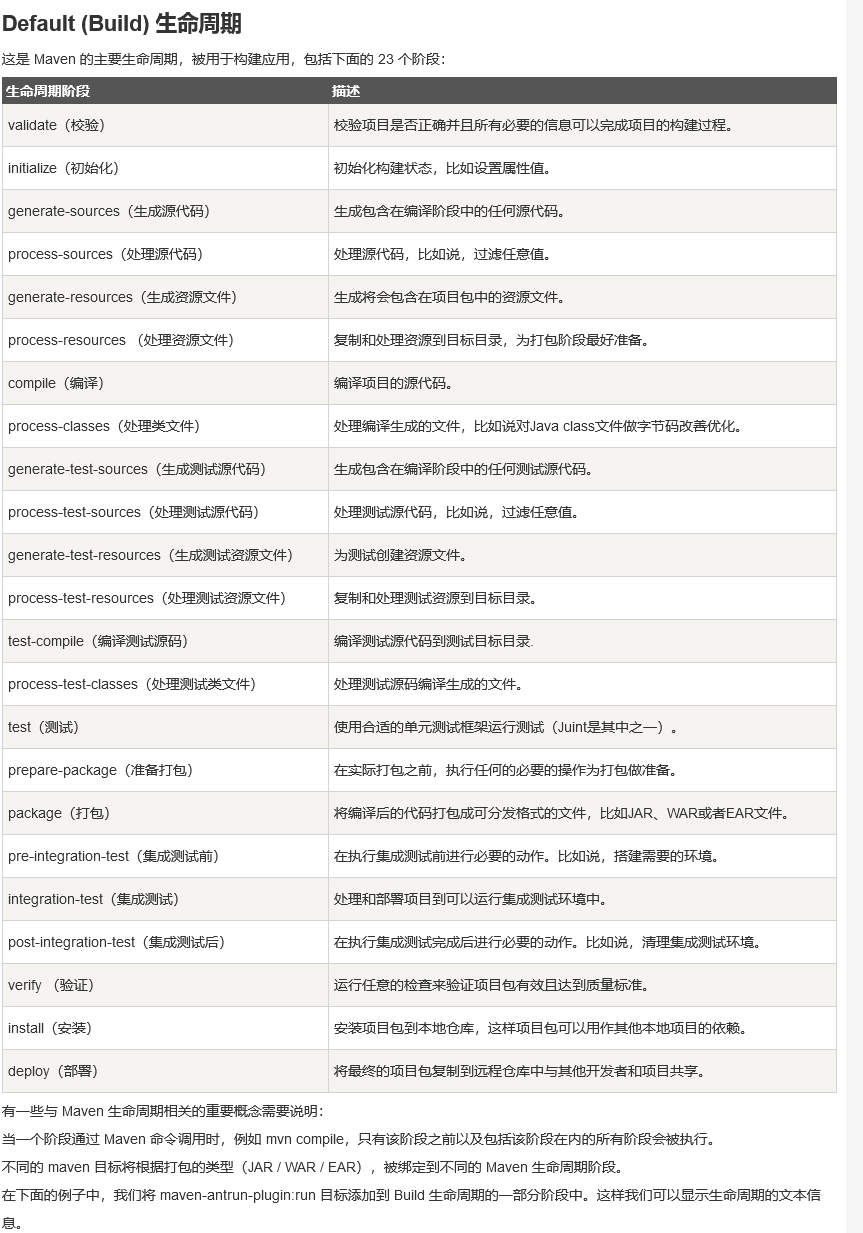 Default (Build) 生命周期
这是 Maven 的主要生命周期，被用于构建应用，包括下面的 23 个阶段：
生命周期阶段 描述
validate（校验） 校验项目是否正确并且所有必要的信息可以完成项目的构建过程。
initialize（初始化） 初始化构建状态，比如设置属性值。
generate-sources（生成源代码） 生成包含在编译阶段中的任何源代码。
process-sources（处理源代码） 处理源代码，比如说，过滤任意值。
generate-resources（生成资源文件） 生成将会包含在项目包中的资源文件。
process-resources （处理资源文件） 复制和处理资源到目标目录，为打包阶段最好准备。
compile（编译） 编译项目的源代码。
process-classes（处理类文件） 处理编译生成的文件，比如说对Java class文件做字节码改善优化。
generate-test-sources（生成测试源代码） 生成包含在编译阶段中的任何测试源代码。
process-test-sources（处理测试源代码） 处理测试源代码，比如说，过滤任意值。
generate-test-resources（生成测试资源文件） 为测试创建资源文件。
process-test-resources（处理测试资源文件） 复制和处理测试资源到目标目录。
test-compile（编译测试源码） 编译测试源代码到测试目标目录.
process-test-classes（处理测试类文件） 处理测试源码编译生成的文件。
test（测试） 使用合适的单元测试框架运行测试（Juint是其中之一）。
prepare-package（准备打包） 在实际打包之前，执行任何的必要的操作为打包做准备。
package（打包） 将编译后的代码打包成可分发格式的文件，比如JAR、WAR或者EAR文件。
pre-integration-test（集成测试前） 在执行集成测试前进行必要的动作。比如说，搭建需要的环境。
integration-test（集成测试） 处理和部署项目到可以运行集成测试环境中。
post-integration-test（集成测试后） 在执行集成测试完成后进行必要的动作。比如说，清理集成测试环境。
verify （验证） 运行任意的检查来验证项目包有效且达到质量标准。
install（安装） 安装项目包到本地仓库，这样项目包可以用作其他本地项目的依赖。
deploy（部署） 将最终的项目包复制到远程仓库中与其他开发者和项目共享。
有一些与 Maven 生命周期相关的重要概念需要说明：
当一个阶段通过 Maven 命令调用时，例如 mvn compile，只有该阶段之前以及包括该阶段在内的所有阶段会被执行。
不同的 maven 目标将根据打包的类型（JAR / WAR / EAR），被绑定到不同的 Maven 生命周期阶段。
在下面的例子中，我们将 maven-antrun-plugin:run 目标添加到 Build 生命周期的一部分阶段中。这样我们可以显示生命周期的文本信
息。